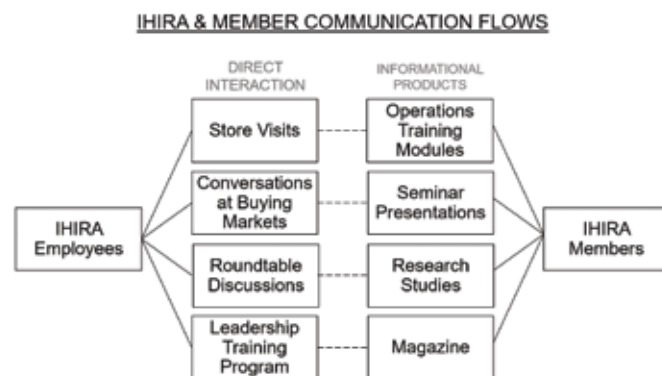 IHIRA & MEMBER COMMUNICATION FLOWS
DIRECT
INTERACTION
INFORMATIONAL
PRODUCTS
Store Visits
Operations
Training
Modules
Conversations
at Buying
Markets
Seminar
Presentations
IHIRA
Employees
IHIRA
Members
Roundtable
Discussions
Research
Studies
Leadership
Training
Program
Magazine